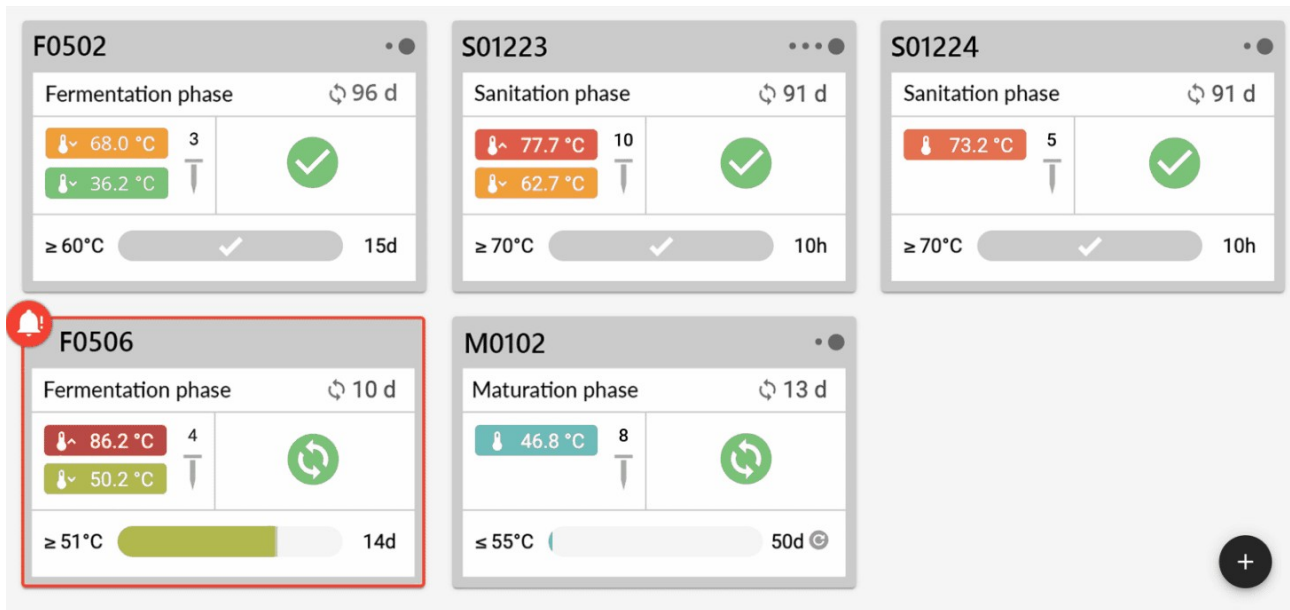 F0502
Fermentation phase 96 d
68.0 °C 3
36.2 °C
≥ 60°C 15d
S01223
Sanitation phase 91 d
77.7 °C 10
62.7 °C
≥ 70°C 10h
S01224
Sanitation phase 91 d
73.2 °C 5
≥ 70°C 10h
F0506
Fermentation phase 10 d
86.2 °C 4
50.2 °C
≥ 51°C 14d
M0102
Maturation phase 13 d
46.8 °C 8
≤ 55°C 50d
+